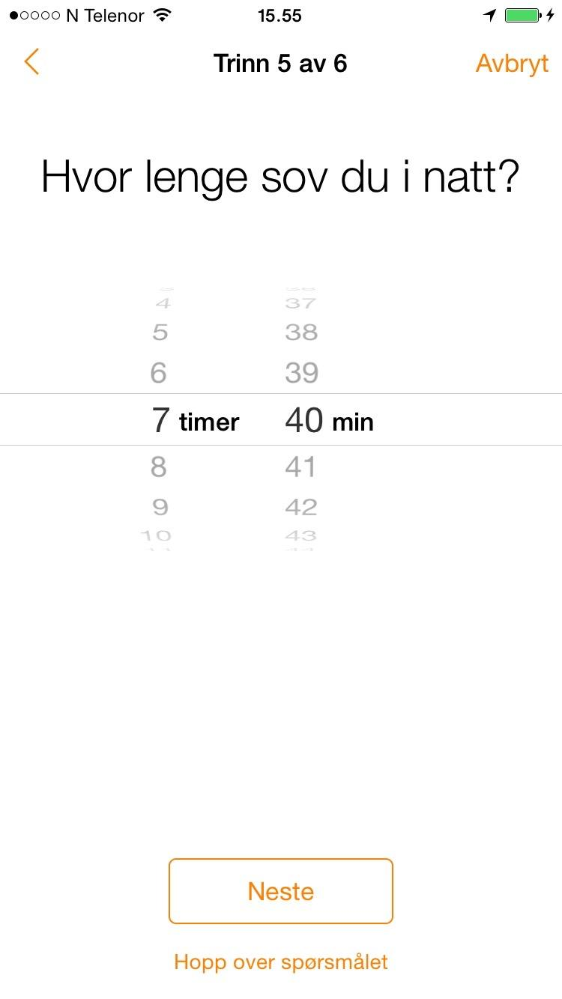 N Telenor 15.55
Trinn 5 av 6 Avbryt
Hvor lenge sov du i natt?
4 37
5 38
6 39
7 timer 40 min
8 41
9 42
10 43
Neste
Hopp over spørsmålet